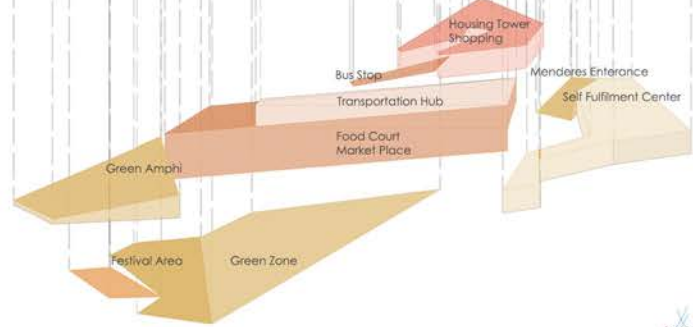 Housing Tower
Shopping
Bus Stop
Menderes Enterance
Transportation Hub
Self Fulfilment Center
Food Court
Market Place
Green Amphi
Festival Area
Green Zone